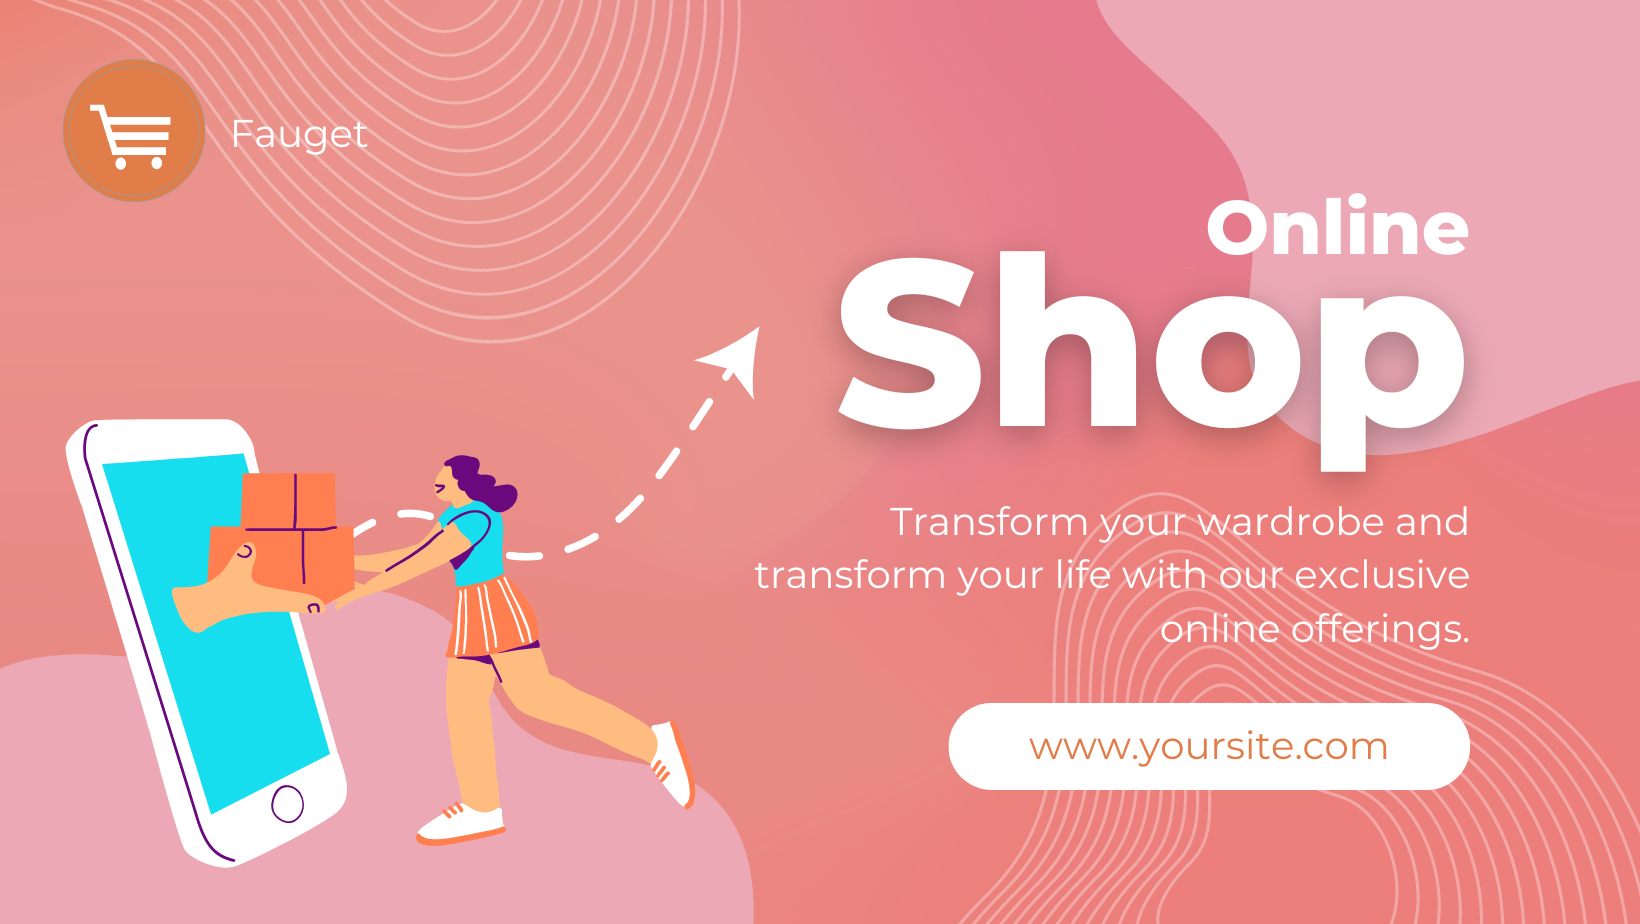 Fauget
Online
Shop
Transform your wardrobe and
transform your life with our exclusive
online offerings.
www.yoursite.com